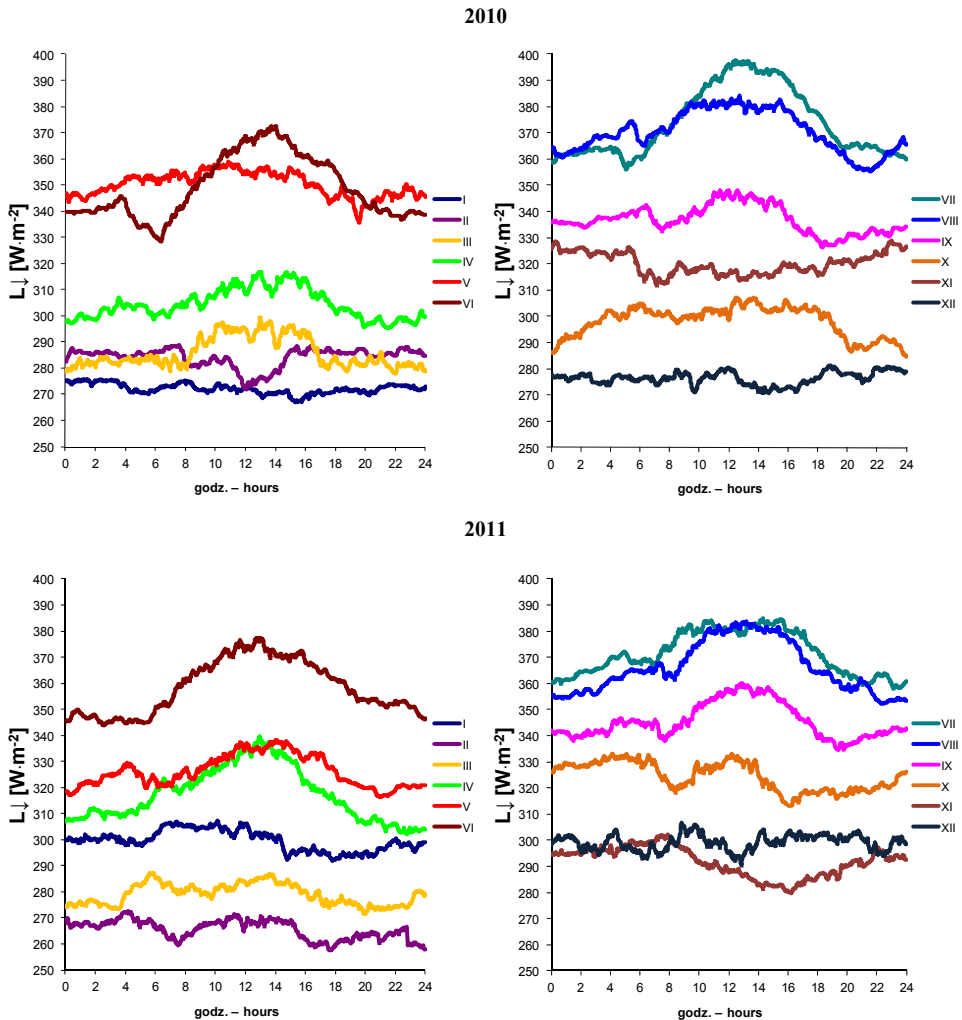 2010
400
390
380
370
360
350
340
330
320
310
300
290
280
270
260
250
L↓ [W·m-2]
0 2 4 6 8 10 12 14 16 18 20 22 24
godz. – hours
I
II
III
IV
V
VI
400
390
380
370
360
350
340
330
320
310
300
290
280
270
260
250
L↓ [W·m-2]
0 2 4 6 8 10 12 14 16 18 20 22 24
godz. – hours
VII
VIII
IX
X
XI
XII
2011
400
390
380
370
360
350
340
330
320
310
300
290
280
270
260
250
L↓ [W·m-2]
0 2 4 6 8 10 12 14 16 18 20 22 24
godz. – hours
I
II
III
IV
V
VI
400
390
380
370
360
350
340
330
320
310
300
290
280
270
260
250
L↓ [W·m-2]
0 2 4 6 8 10 12 14 16 18 20 22 24
godz. – hours
VII
VIII
IX
X
XI
XII